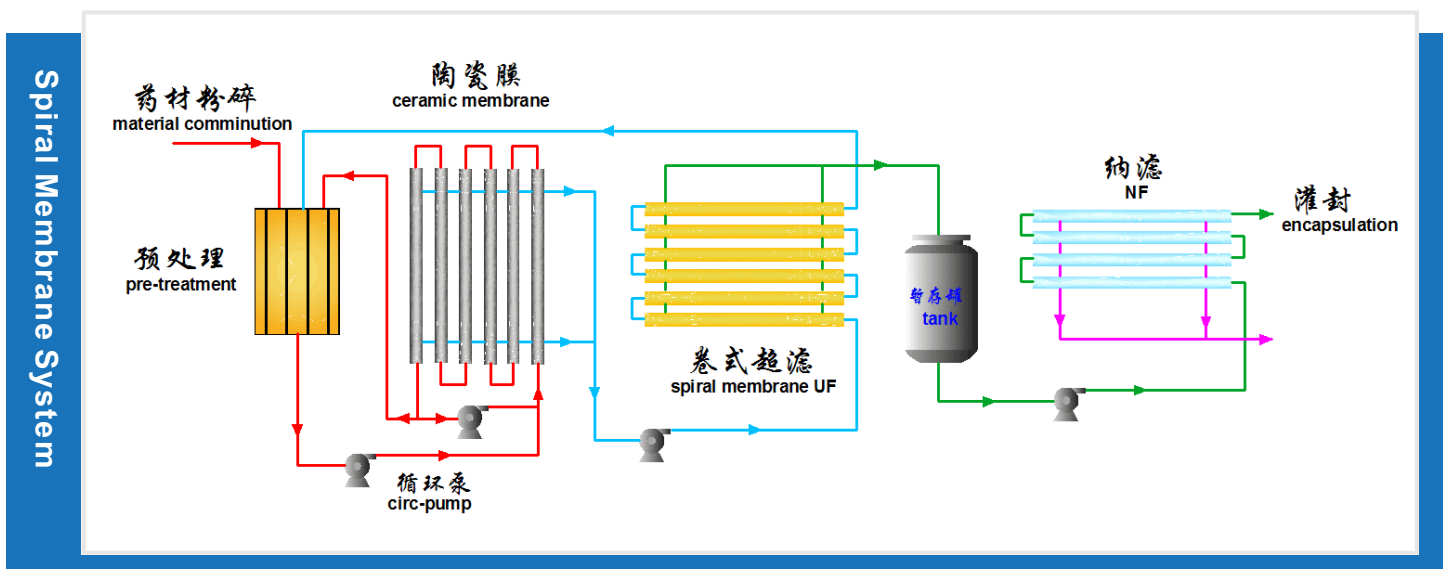 Spiral Membrane System
药材粉碎
material comminution
陶瓷膜
ceramic membrane
预处理
pre-treatment
循环泵
circ-pump
卷式超滤
spiral membrane UF
暂存罐
tank
纳滤
NF
灌封
encapsulation